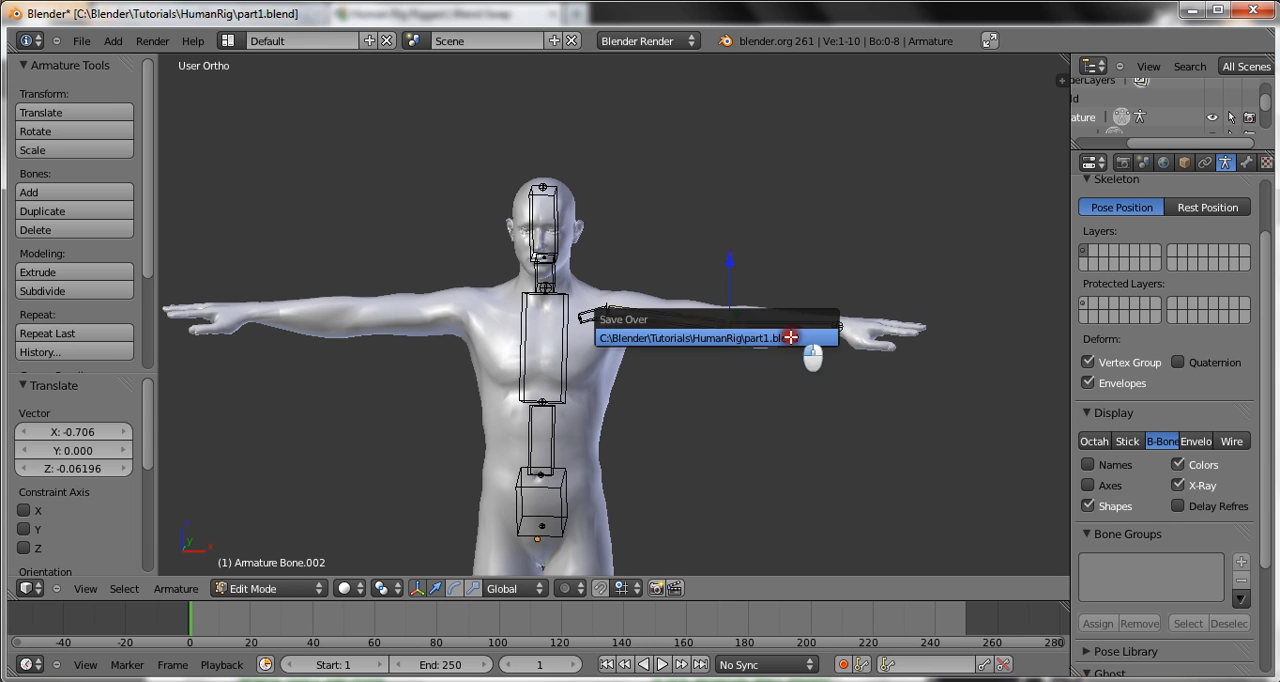 Blender* [C:\Blender\Tutorials\HumanRig\part1.blend]
File Add Render Help Default Scene Blender Render blender.org 261 | Ve:1-10 | Bo:0-8 | Armature
Armature Tools
Transform:
Translate
Rotate
Scale
Bones:
Add
Duplicate
Delete
Modeling:
Extrude
Subdivide
Repeat:
Repeat Last
History...
Translate
Vector
X: -0.706
Y: 0.000
Z: -0.06196
Constraint Axis
X
Y
Z
Orientation
User Ortho
Save Over
C:\Blender\Tutorials\HumanRig\part1.ble
(1) Armature Bone.002
View Select Armature Edit Mode Global
View Search All Scenes
derLayers
ld
ature
Skeleton
Pose Position Rest Position
Layers:
Protected Layers:
Deform:
Vertex Group Quaternion
Envelopes
Display
Octah Stick B-Bone Envelo Wire
Names Colors
Axes X-Ray
Shapes Delay Refres
Bone Groups
Assign Remove Select Deselec
Pose Library
Ghost
-40 -20 0 20 40 60 80 100 120 140 160 180 200 220 240 260 280
View Marker Frame Playback Start: 1 End: 250 1 No Sync